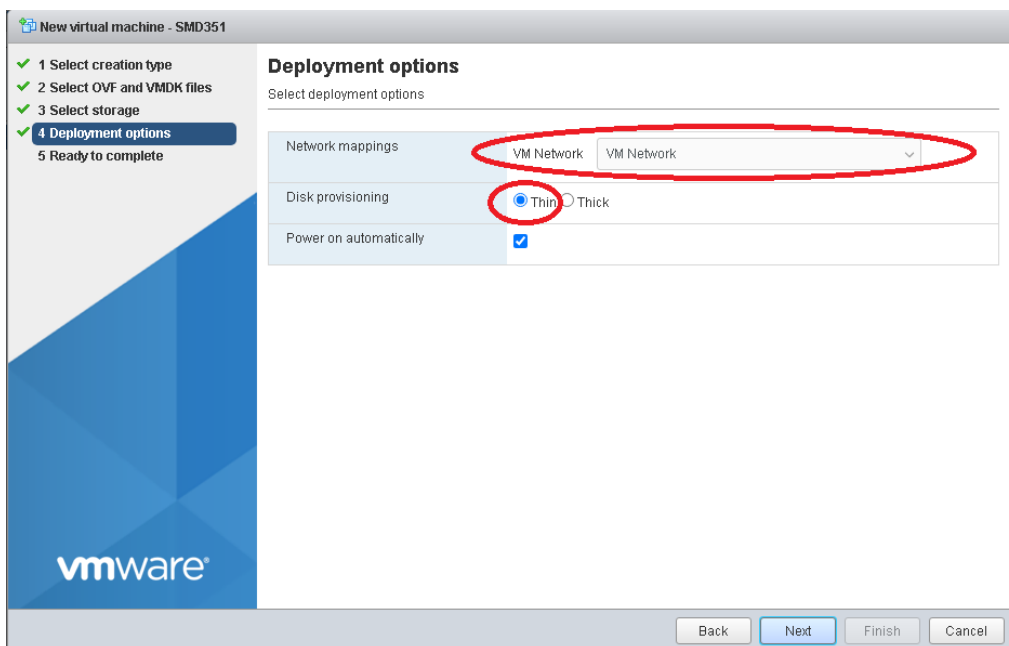 New virtual machine - SMD351
1 Select creation type
2 Select OVF and VMDK files
3 Select storage
4 Deployment options
5 Ready to complete
Deployment options
Select deployment options
Network mappings
VM Network VM Network
Disk provisioning
Thin Thick
Power on automatically
vmware®
Back Next Finish Cancel